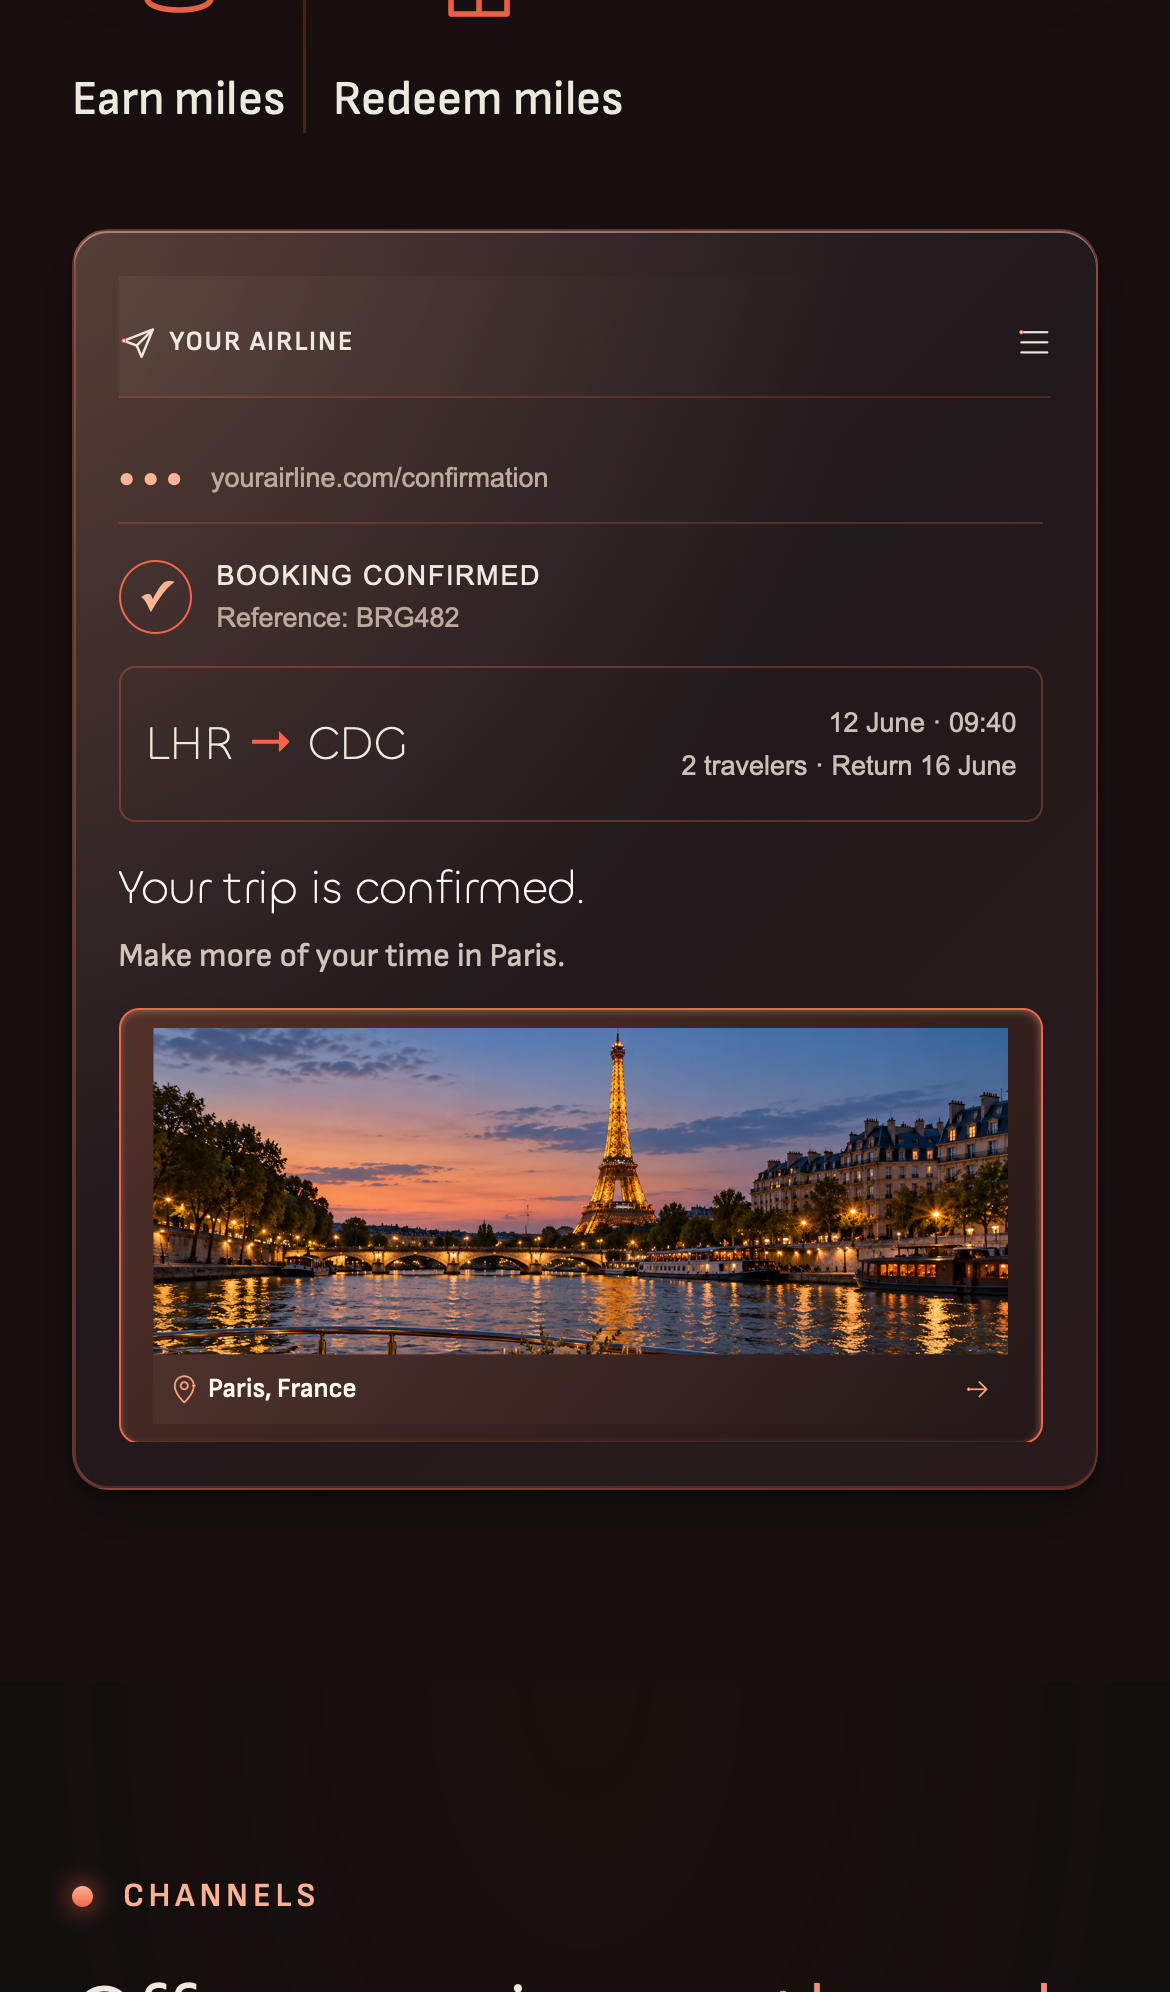 Earn miles
Redeem miles
YOUR AIRLINE
yourairline.com/confirmation
BOOKING CONFIRMED
Reference: BRG482
LHR → CDG
12 June · 09:40
2 travelers · Return 16 June
Your trip is confirmed.
Make more of your time in Paris.
Paris, France
CHANNELS